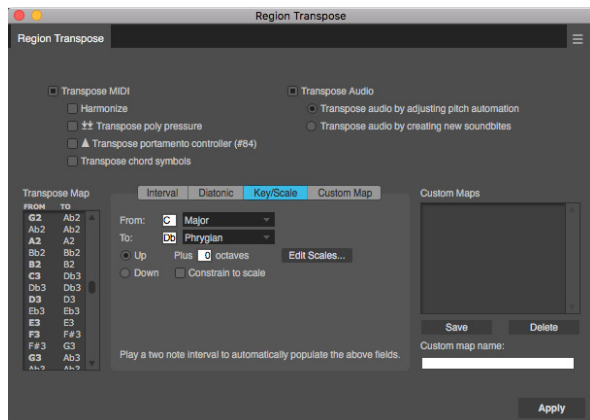 Region Transpose
Region Transpose
Transpose MIDI
Harmonize
Transpose poly pressure
Transpose portamento controller (#84)
Transpose chord symbols
Transpose Audio
Transpose audio by adjusting pitch automation
Transpose audio by creating new soundbites
Transpose Map
FROM TO
G2 Ab2
Ab2 Ab2
A2 A2
Bb2 Bb2
B2 B2
C3 Db3
Db3 Db3
D3 D3
Eb3 Eb3
E3 E3
F3 F#3
F#3 G3
G3 Ab3
Ab3 Ab3
Interval Diatonic Key/Scale Custom Map
From: C Major
To: Db Phrygian
Up Plus 0 octaves Edit Scales...
Down Constrain to scale
Play a two note interval to automatically populate the above fields.
Custom Maps
Save Delete
Custom map name:
Apply